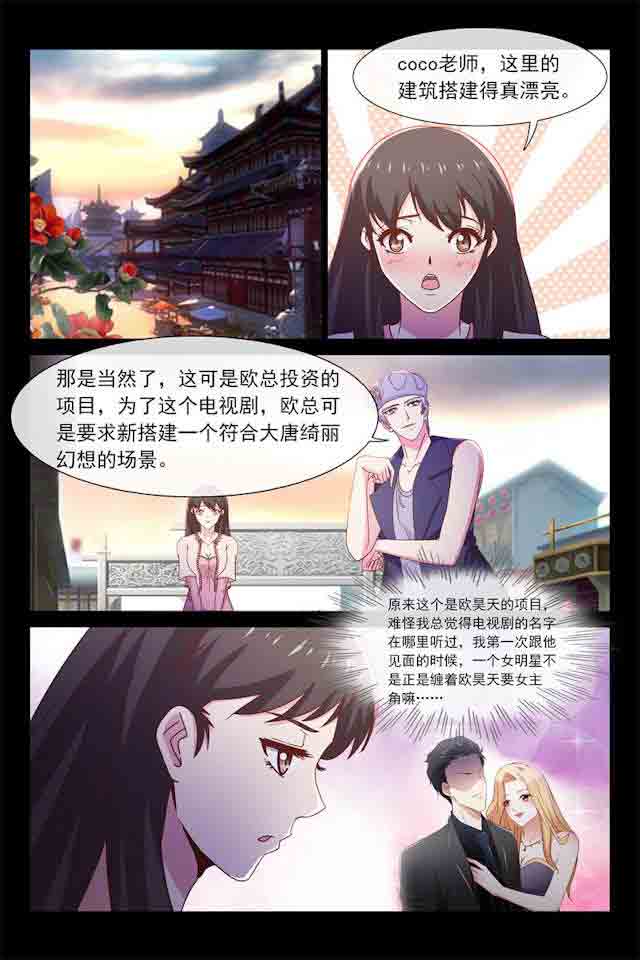 coco老师，这里的
建筑搭建得真漂亮。
那是当然了，这可是欧总投资的
项目，为了这个电视剧，欧总可
是要求新搭建一个符合大唐绮丽
幻想的场景。
原来这个是欧昊天的项目，
难怪我总觉得电视剧的名字
在哪里听过，我第一次跟他
见面的时候，一个女明星不
是正是缠着欧昊天要女主
角嘛……